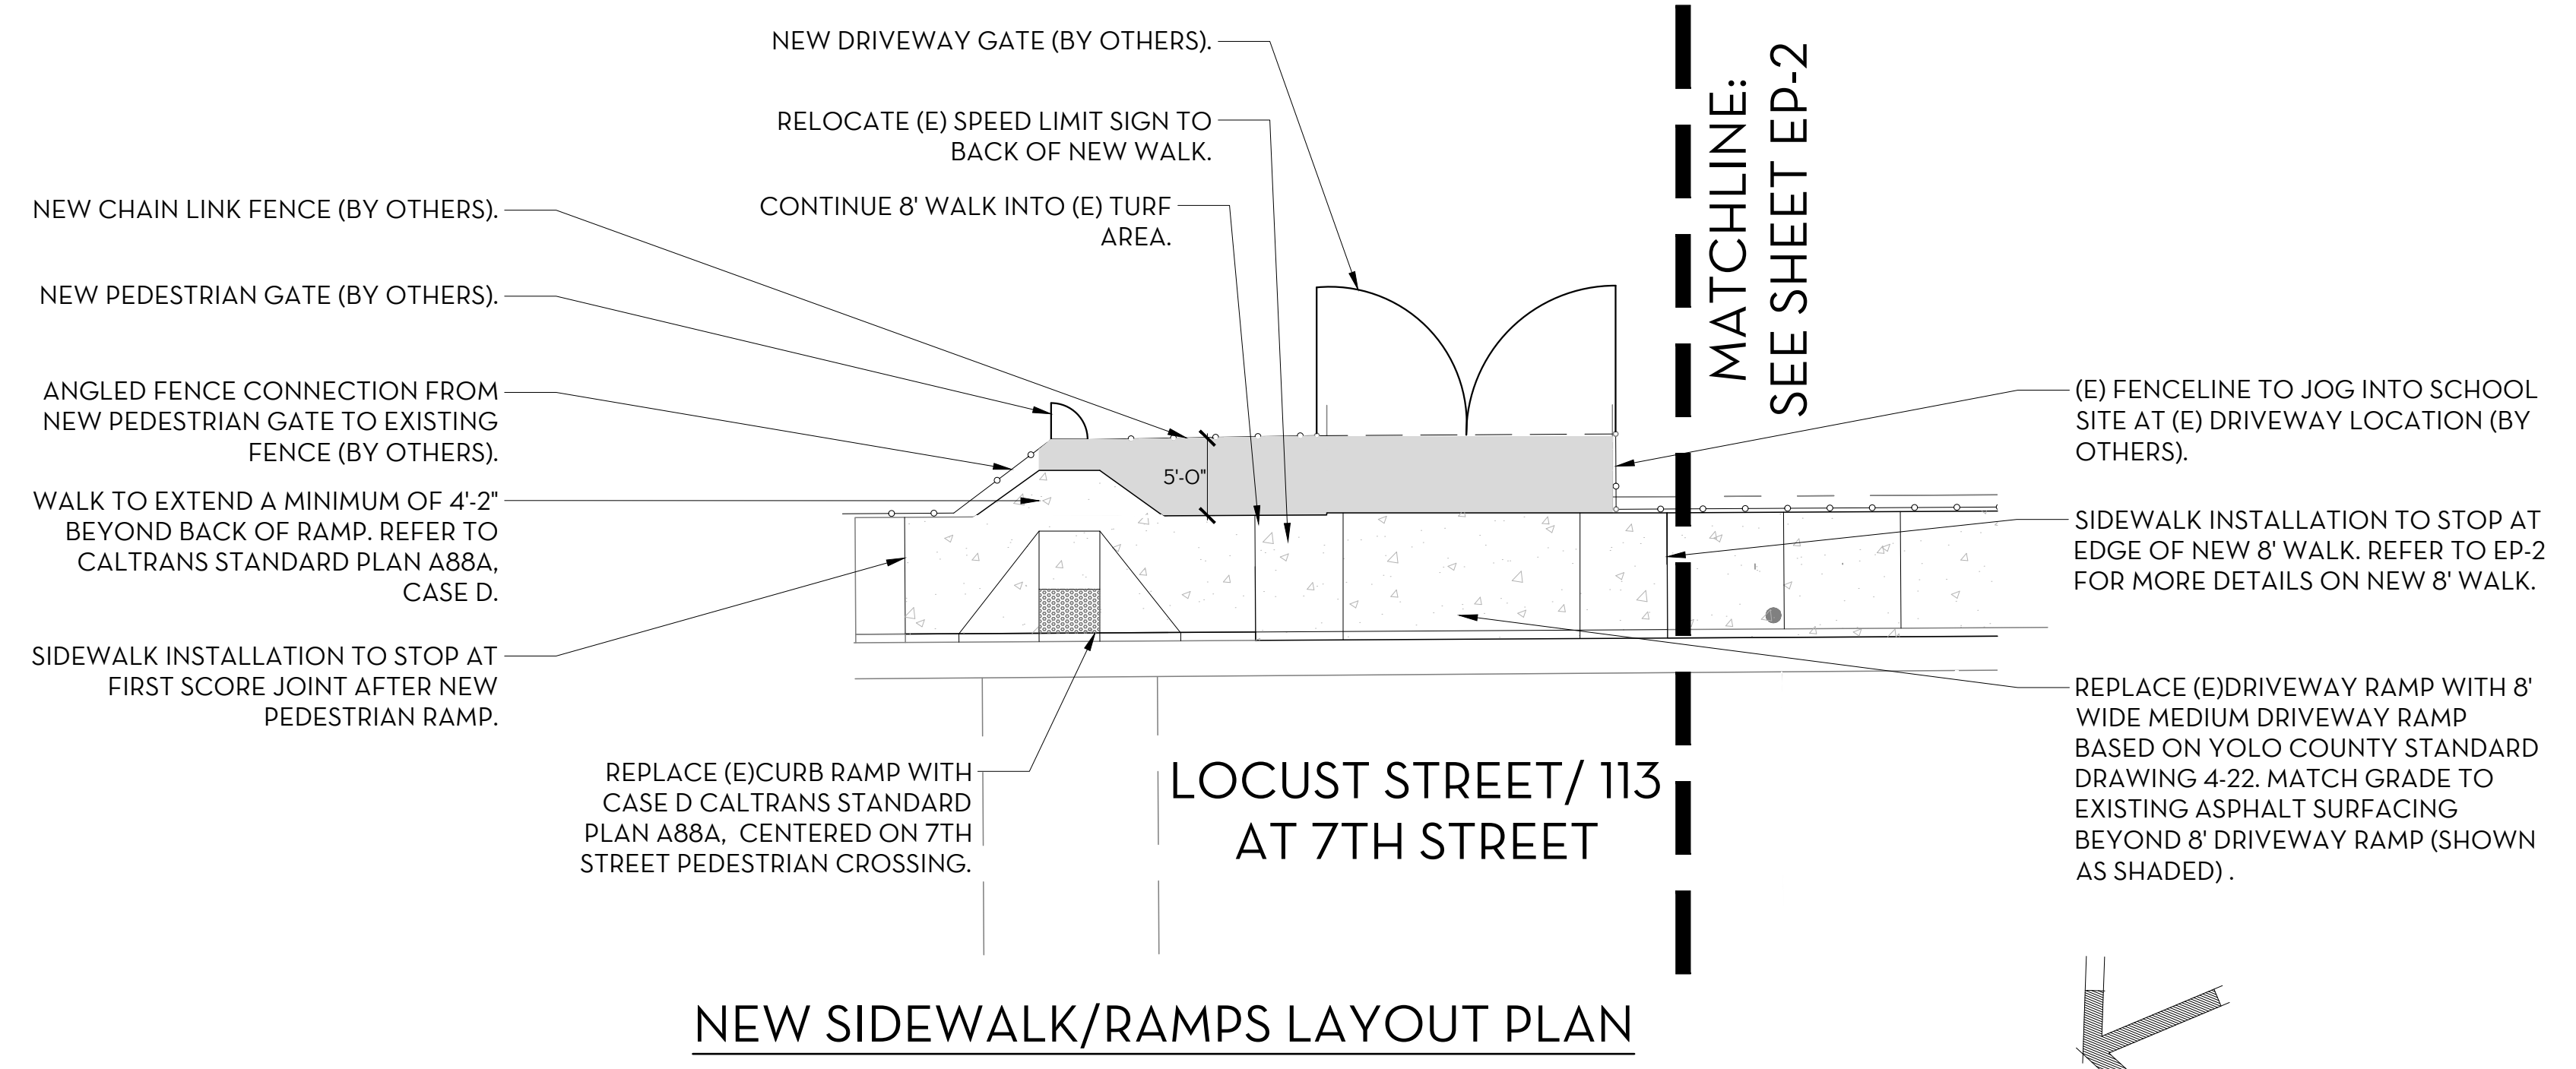 NEW DRIVEWAY GATE (BY OTHERS).
RELOCATE (E) SPEED LIMIT SIGN TO
BACK OF NEW WALK.
CONTINUE 8' WALK INTO (E) TURF
AREA.
NEW CHAIN LINK FENCE (BY OTHERS).
NEW PEDESTRIAN GATE (BY OTHERS).
ANGLED FENCE CONNECTION FROM
NEW PEDESTRIAN GATE TO EXISTING
FENCE (BY OTHERS).
WALK TO EXTEND A MINIMUM OF 4'-2"
BEYOND BACK OF RAMP. REFER TO
CALTRANS STANDARD PLAN A88A,
CASE D.
SIDEWALK INSTALLATION TO STOP AT
FIRST SCORE JOINT AFTER NEW
PEDESTRIAN RAMP.
REPLACE (E)CURB RAMP WITH
CASE D CALTRANS STANDARD
PLAN A88A, CENTERED ON 7TH
STREET PEDESTRIAN CROSSING.
5'-0"
MATCHLINE:
SEE SHEET EP-2
(E) FENCELINE TO JOG INTO SCHOOL
SITE AT (E) DRIVEWAY LOCATION (BY
OTHERS).
SIDEWALK INSTALLATION TO STOP AT
EDGE OF NEW 8' WALK. REFER TO EP-2
FOR MORE DETAILS ON NEW 8' WALK.
REPLACE (E)DRIVEWAY RAMP WITH 8'
WIDE MEDIUM DRIVEWAY RAMP
BASED ON YOLO COUNTY STANDARD
DRAWING 4-22. MATCH GRADE TO
EXISTING ASPHALT SURFACING
BEYOND 8' DRIVEWAY RAMP (SHOWN
AS SHADED) .
LOCUST STREET/ 113
AT 7TH STREET
NEW SIDEWALK/RAMPS LAYOUT PLAN